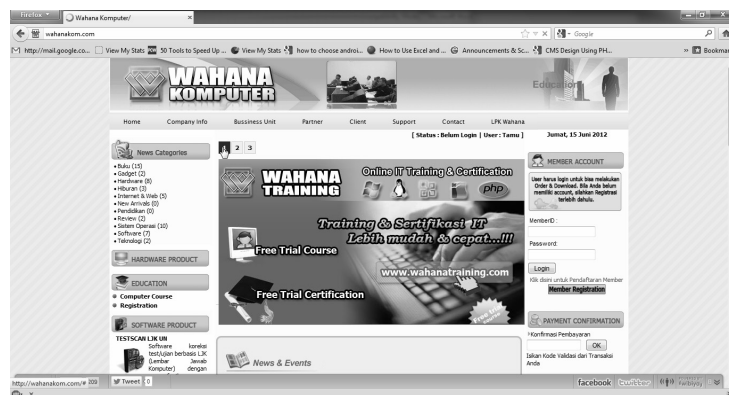 Firefox
Wahana Komputer/
wahanakom.com
Google
http://mail.google.co...
View My Stats
50 Tools to Speed Up ...
View My Stats
how to choose androi...
How to Use Excel and ...
Announcements & Sc...
CMS Design Using PH...
Bookmar
WAHANA
KOMPUTER
Education
Home
Company Info
Bussiness Unit
Partner
Client
Support
Contact
LPK Wahana
[ Status : Belum Login | User : Tamu ]
Jumat, 15 Juni 2012
News Categories
• Buku (15)
• Gadget (2)
• Hardware (8)
• Hiburan (3)
• Internet & Web (5)
• New Arrivals (0)
• Pendidikan (0)
• Review (2)
• Sistem Operasi (10)
• Software (7)
• Teknologi (2)
HARDWARE PRODUCT
EDUCATION
Computer Course
Registration
SOFTWARE PRODUCT
TESTSCAN LJK UN
Software koreksi
test/Ujian berbasis LJK
(Lembar Jawab
Komputer) dengan
2 3
WAHANA
TRAINING
Online IT Training & Certification
php
Training & Sertifikasi IT
Lebih mudah & cepat...!!!
Free Trial Course
www.wahanatraining.com
Free Trial Certification
Free trial
course
News & Events
MEMBER ACCOUNT
User harus login untuk bisa melakukan
Order & Download. Bila Anda belum
memiliki account, silahkan Registrasi
terlebih dahulu.
MemberID :
Password:
Login
Klik disini untuk Pendaftaran Member
Member Registration
PAYMENT CONFIRMATION
Konfirmasi Pembayaran
OK
Isikan Kode Validasi dari Transaksi
Anda
http://wahanakom.com/#
209
Tweet
0
facebook
twitter